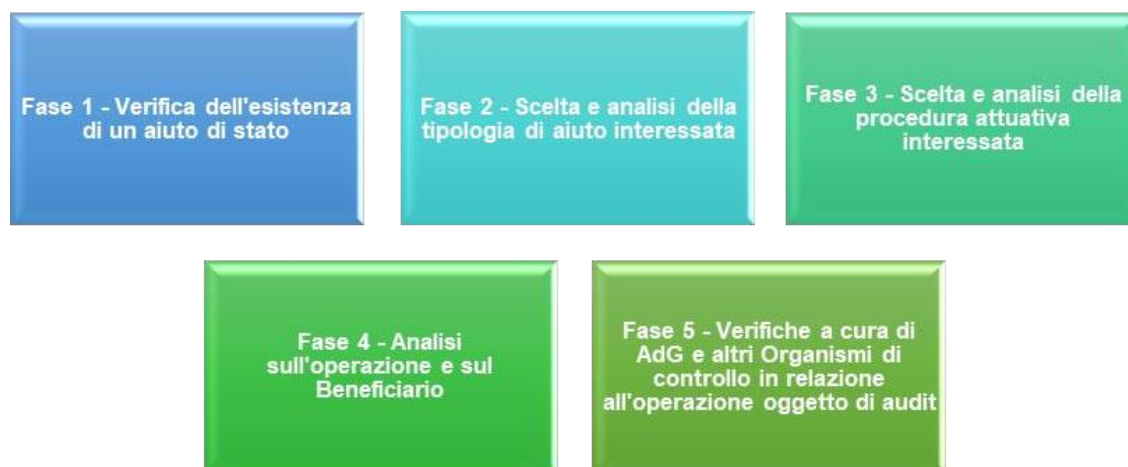 Fase 1 - Verifica dell'esistenza
di un aiuto di stato
Fase 2 - Scelta e analisi della
tipologia di aiuto interessata
Fase 3 - Scelta e analisi della
procedura attuativa
interessata
Fase 4 - Analisi
sull'operazione e sul
Beneficiario
Fase 5 - Verifiche a cura di
AdG e altri Organismi di
controllo in relazione
all'operazione oggetto di audit